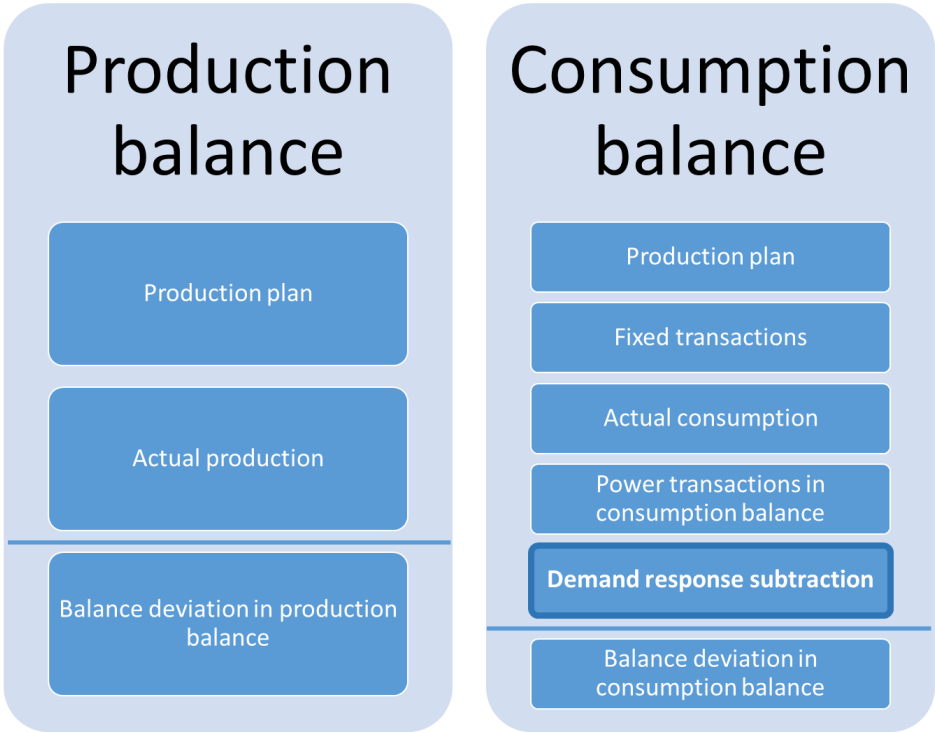 Production
balance
Production plan
Actual production
Balance deviation in production
balance
Consumption
balance
Production plan
Fixed transactions
Actual consumption
Power transactions in
consumption balance
Demand response subtraction
Balance deviation in
consumption balance